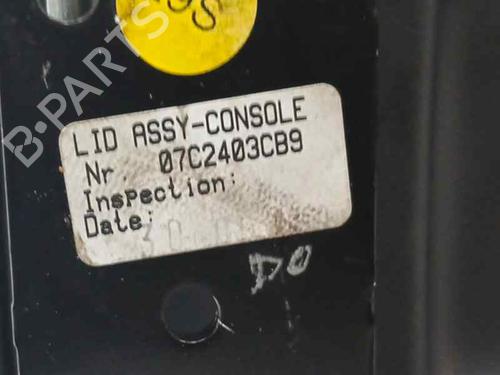 B-PARTS
LID ASSY-CONSOLE
Nr 07C2403CB9
Inspection:
Date: